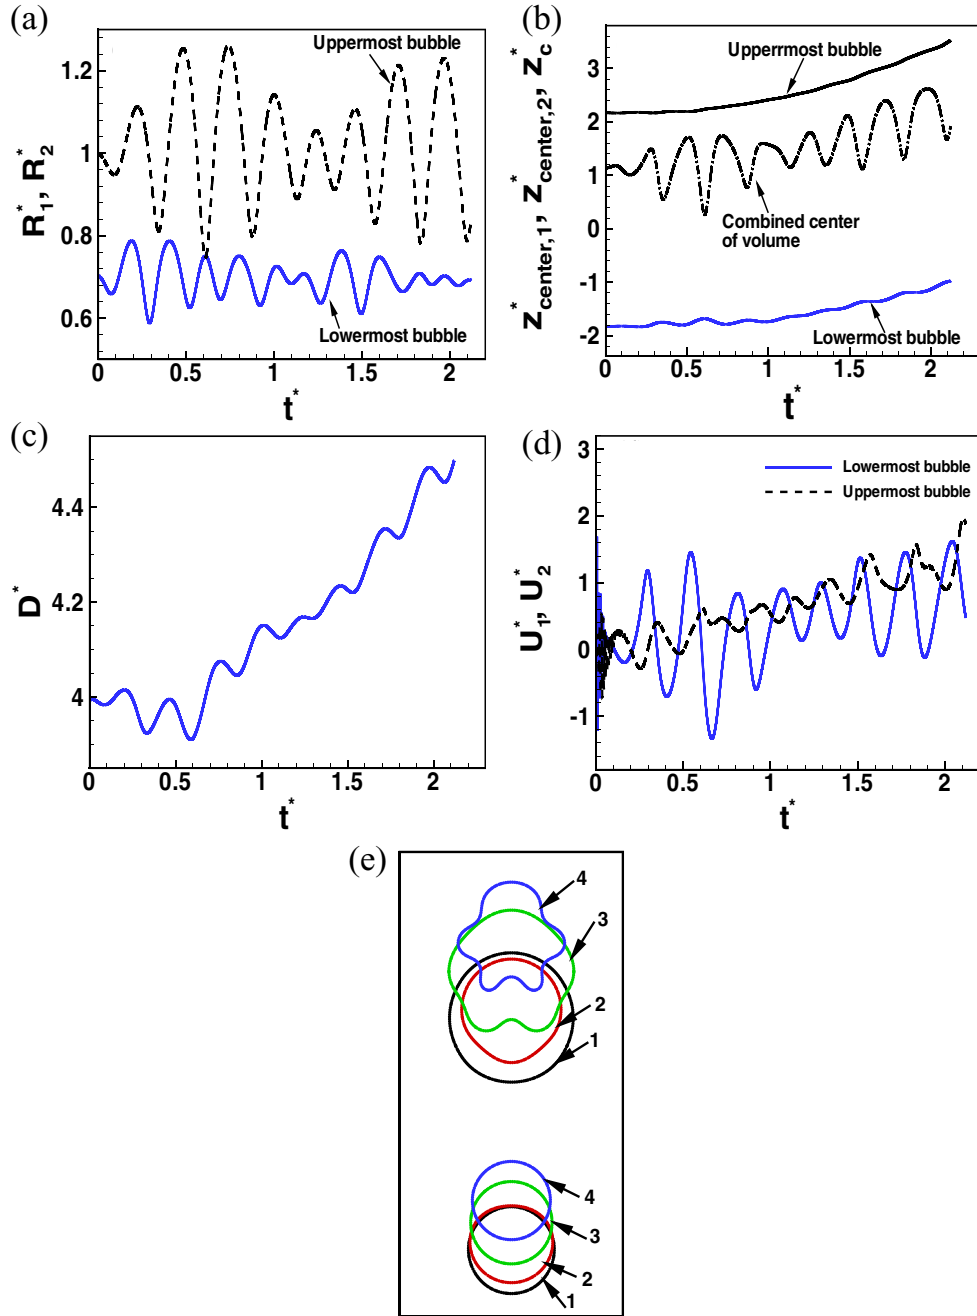 (a)
Uppermost bubble
1.2
1
0.8
0.6
R*1, R*2
Lowermost bubble
0 0.5 1 1.5 2
t*
(b)
Upperrmost bubble
3
2
1
0
-1
-2
z*center,1, z*center,2, z*c
Combined center
of volume
Lowermost bubble
0 0.5 1 1.5 2
t*
(c)
4.4
4.2
4
D*
0 0.5 1 1.5 2
t*
(d)
3
2
1
0
-1
U*1, U*2
Lowermost bubble
Uppermost bubble
0 0.5 1 1.5 2
t*
(e)
4
3
2
1
4
3
2
1